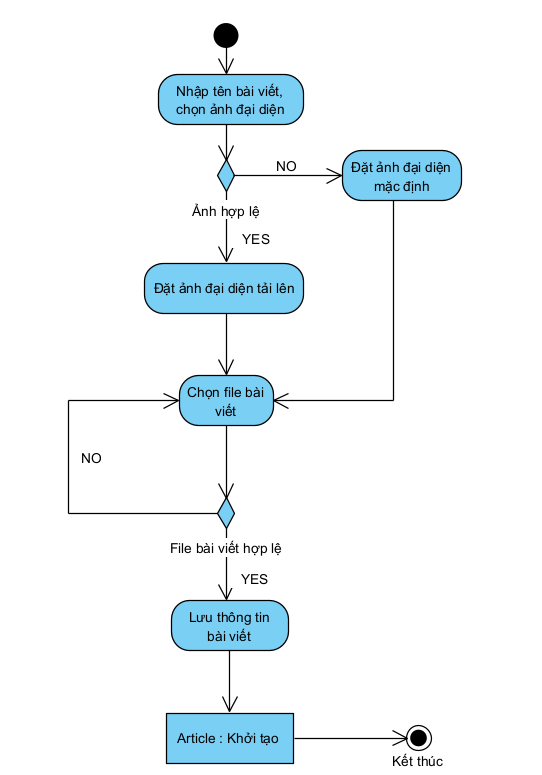 Nhập tên bài viết,
chọn ảnh đại diện
NO
Đặt ảnh đại diện
mặc định
Ảnh hợp lệ
YES
Đặt ảnh đại diện tải lên
Chọn file bài
viết
NO
File bài viết hợp lệ
YES
Lưu thông tin
bài viết
Article : Khởi tạo
Kết thúc